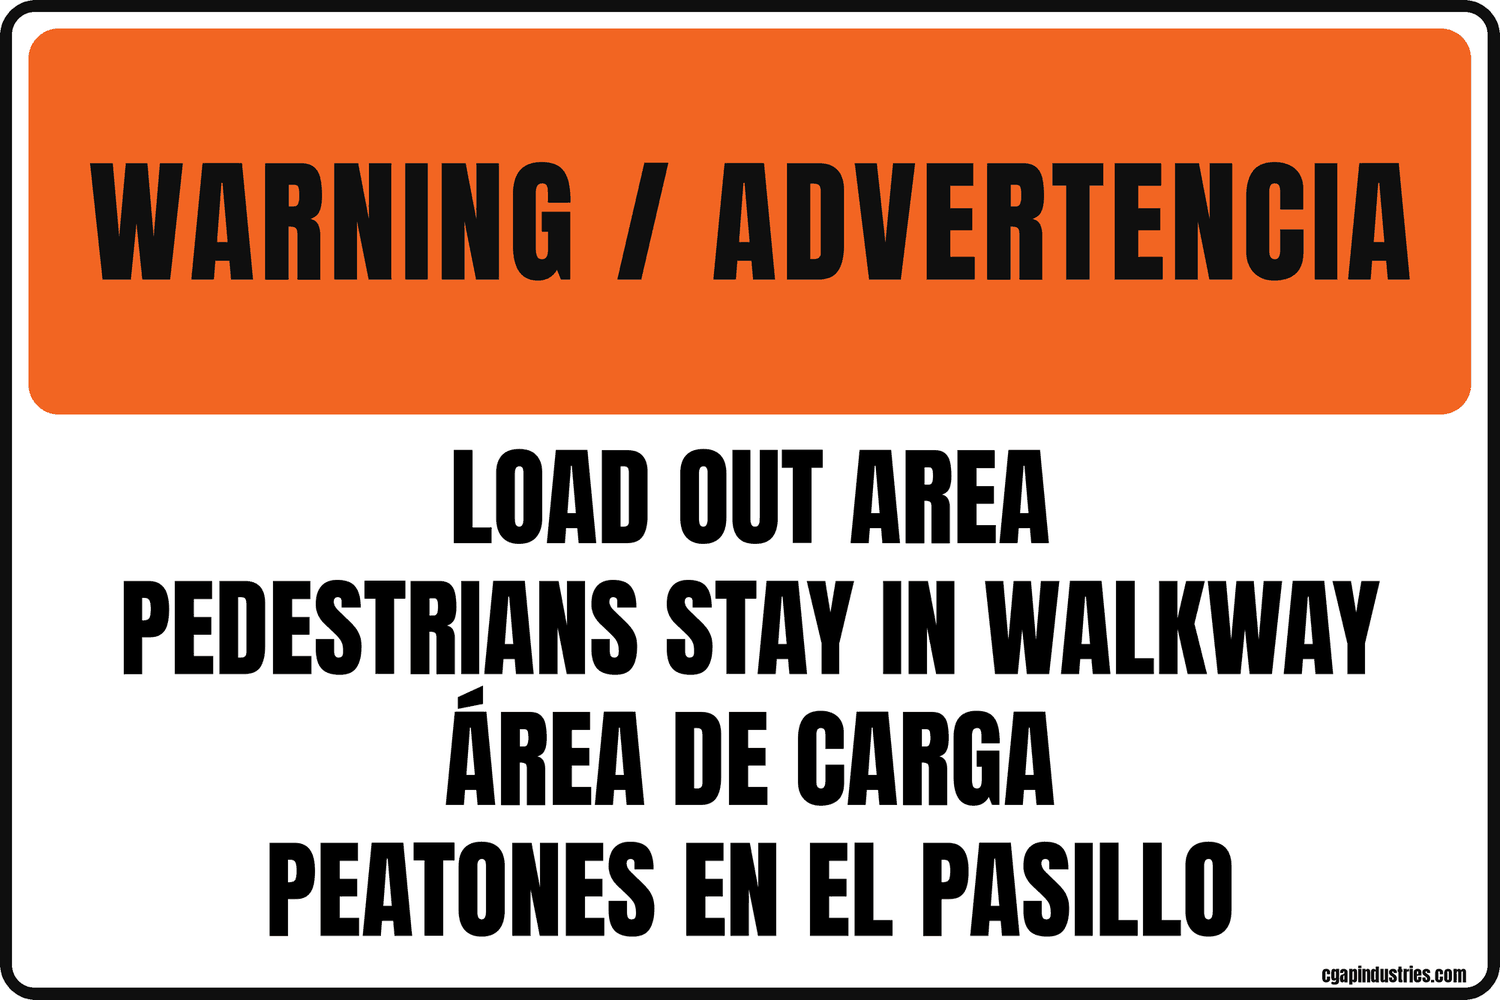 WARNING / ADVERTENCIA
LOAD OUT AREA
PEDESTRIANS STAY IN WALKWAY
ÁREA DE CARGA
PEATONES EN EL PASILLO
cgapindustries.com